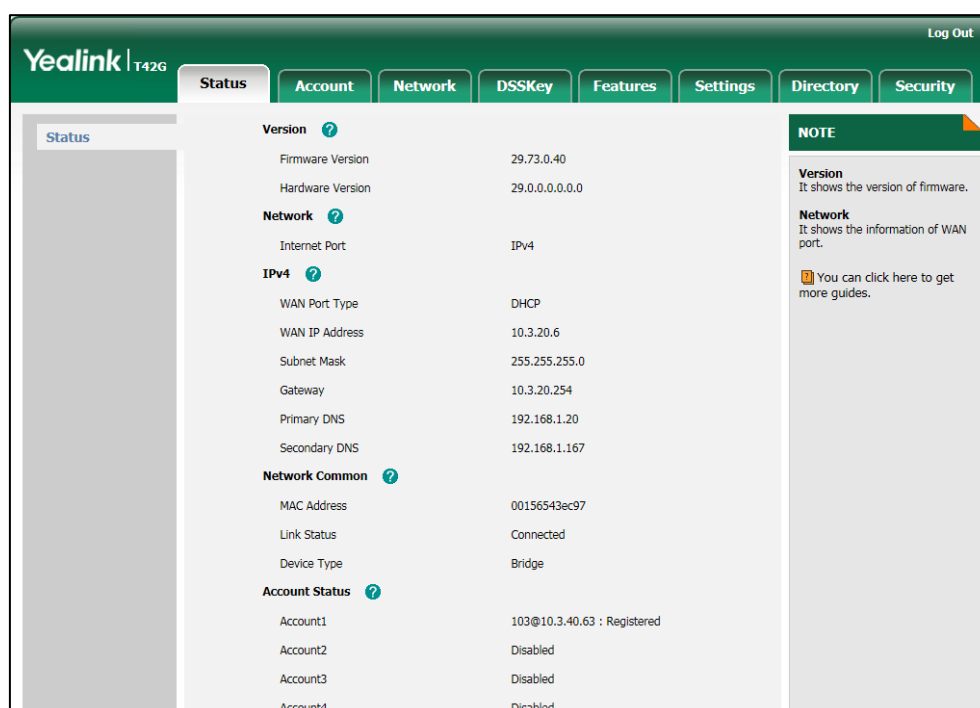 Log Out
Yealink | T42G
Status Account Network DSSKey Features Settings Directory Security
Status
Version ?
Firmware Version 29.73.0.40
Hardware Version 29.0.0.0.0.0.0
Network ?
Internet Port IPv4
IPv4 ?
WAN Port Type DHCP
WAN IP Address 10.3.20.6
Subnet Mask 255.255.255.0
Gateway 10.3.20.254
Primary DNS 192.168.1.20
Secondary DNS 192.168.1.167
Network Common ?
MAC Address 00156543ec97
Link Status Connected
Device Type Bridge
Account Status ?
Account1 103@10.3.40.63 : Registered
Account2 Disabled
Account3 Disabled
Account4 Disabled
NOTE
Version
It shows the version of firmware.
Network
It shows the information of WAN
port.
? You can click here to get
more guides.